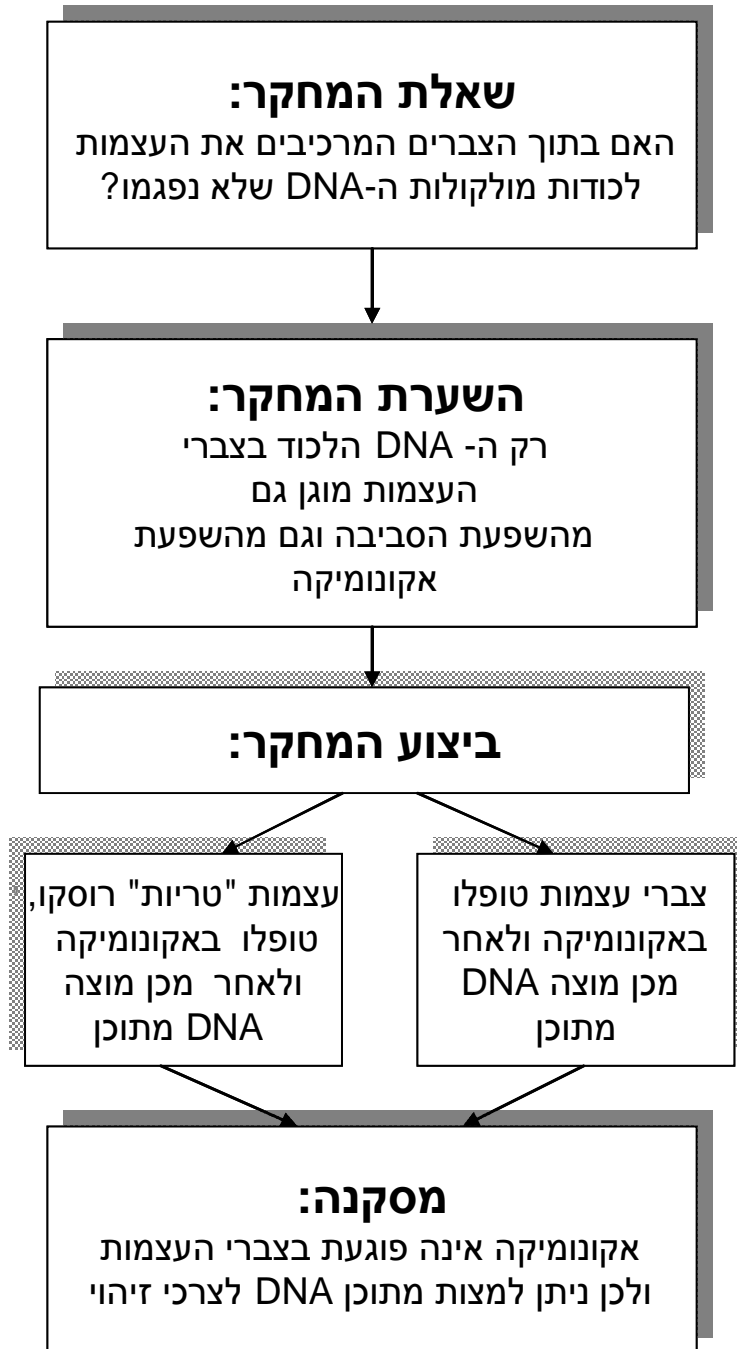 שאלת המחקר:
האם בתוך הצברים המרכיבים את העצמות
לכודות מולקולות ה-DNA שלא נפגמו?
השערת המחקר:
רק ה- DNA הלכוד בצברי
העצמות מוגן גם
מהשפעת הסביבה וגם מהשפעת
אקונומיקה
ביצוע המחקר:
צברי עצמות טופלו
באקונומיקה ולאחר
מכן מוצה DNA
מתוכן
עצמות "טריות" רוסקו,
טופלו באקונומיקה
ולאחר מכן מוצה
DNA מתוכן
מסקנה:
אקונומיקה אינה פוגעת בצברי העצמות
ולכן ניתן למצות מתוכן DNA לצרכי זיהוי